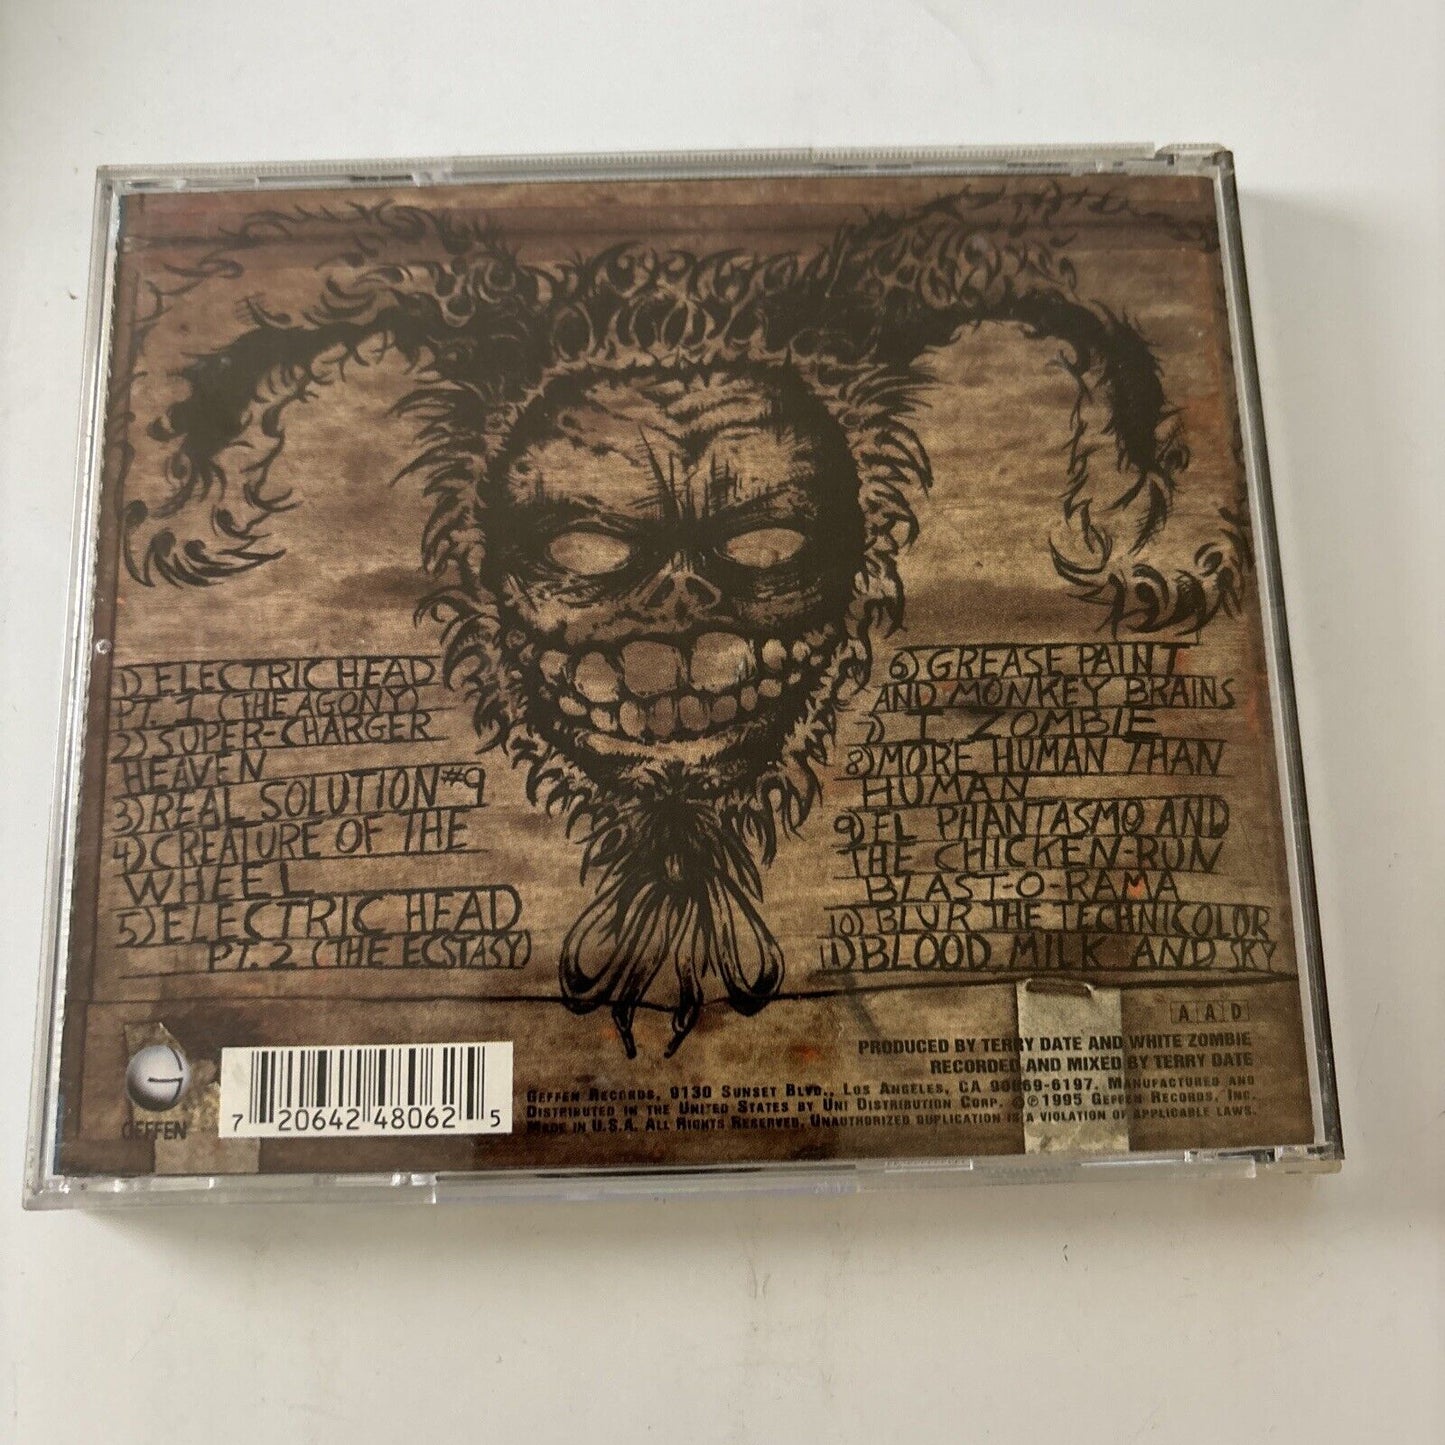 1) ELECTRIC HEAD
PT. 1 (THE AGONY)
2) SUPER-CHARGER
HEAVEN
3) REAL SOLUTION #9
4) CREATURE OF THE
WHEEL
5) ELECTRIC HEAD
PT. 2 (THE ECSTASY)
6) GREASE PAINT
AND MONKEY BRAINS
7) I ZOMBIE
8) MORE HUMAN THAN
HUMAN
9) EL PHANTASMO AND
THE CHICKEN-RUN
BLAST-O-RAMA
10) BLUR THE TECHNICOLOR
11) BLOOD MILK AND SKY
A A D
PRODUCED BY TERRY DATE AND WHITE ZOMBIE
RECORDED AND MIXED BY TERRY DATE
GEFFEN RECORDS, 9130 SUNSET BLVD., LOS ANGELES, CA 90069-6197. MANUFACTURED AND
DISTRIBUTED IN THE UNITED STATES BY UNI DISTRIBUTION CORP. ©℗1995 GEFFEN RECORDS, INC.
MADE IN U.S.A. ALL RIGHTS RESERVED. UNAUTHORIZED DUPLICATION IS A VIOLATION OF APPLICABLE LAWS.
GEFFEN
7 20642 48062 5